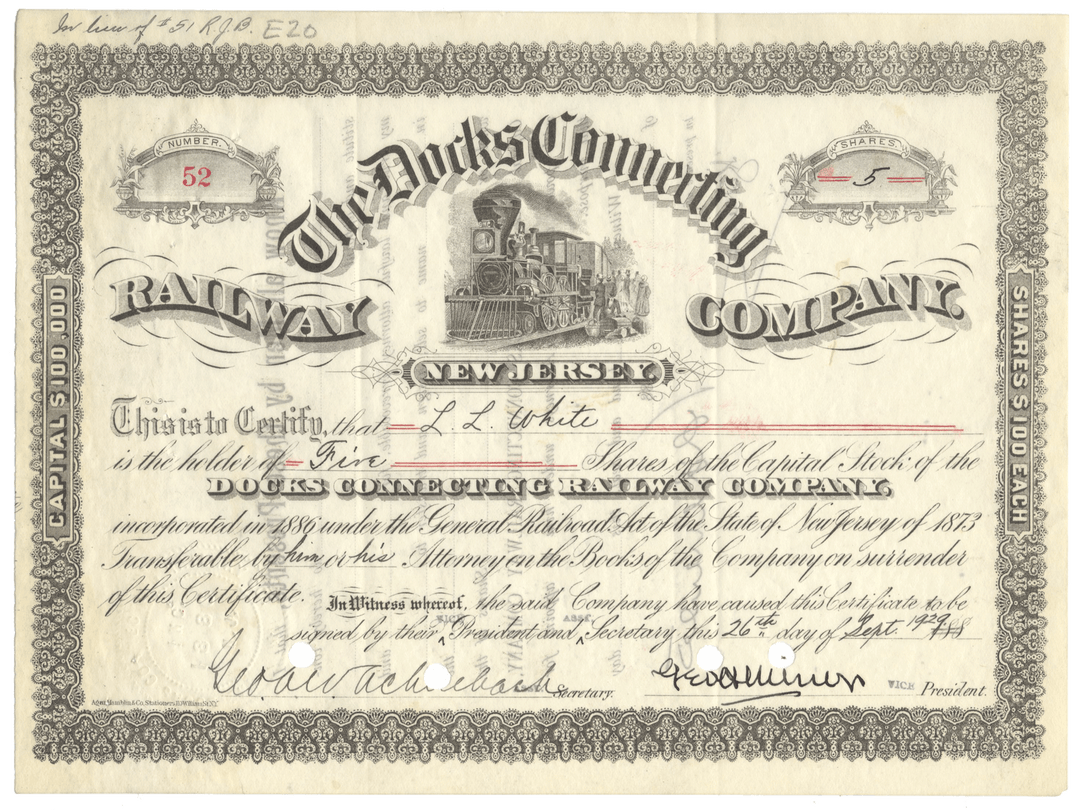 In lieu of #51 R.J.B. E20
NUMBER.
52
SHARES.
5
The Docks Connecting
RAILWAY COMPANY.
NEW JERSEY.
CAPITAL $100,000
SHARES $100 EACH
This is to Certify, that L. L. White
is the holder of Five Shares of the Capital Stock of the
DOCKS CONNECTING RAILWAY COMPANY,
incorporated in 1886 under the General Railroad Act of the State of New Jersey of 1873
Transferable by him or his Attorney on the Books of the Company on surrender
of this Certificate. In Witness whereof, the said Company have caused this Certificate to be
VICE ASST.
signed by their President and Secretary this 26th day of Sept. 1929
Secretary. VICE President.